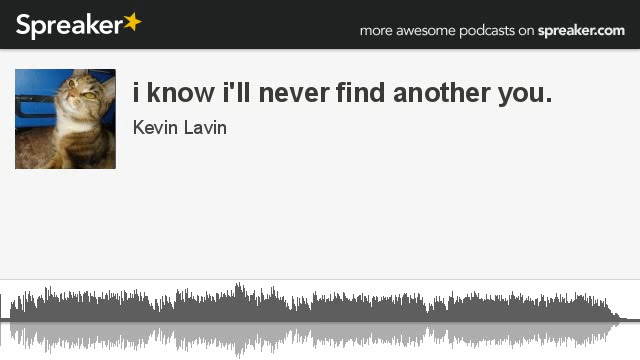 Spreaker
more awesome podcasts on spreaker.com
i know i'll never find another you.
Kevin Lavin